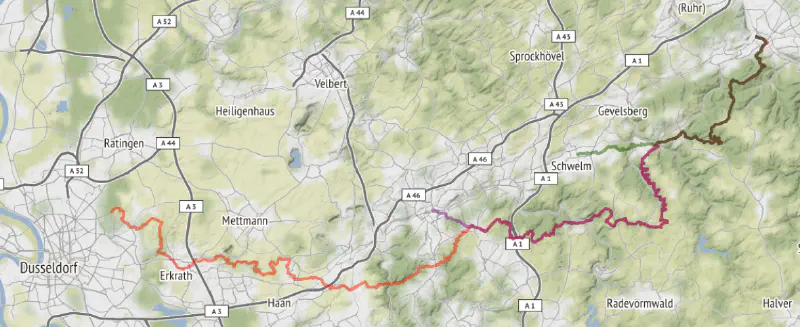 (Ruhr)
A 52
A 44
A 45
Sprockhövel
A 1
A 3
Velbert
A 45
Heiligenhaus
Gevelsberg
Ratingen
A 44
A 46
Schwelm
A 52
A 1
A 46
A 3
Mettmann
A 1
Dusseldorf
Erkrath
Haan
A 3
A 1
Radevormwald
Halver